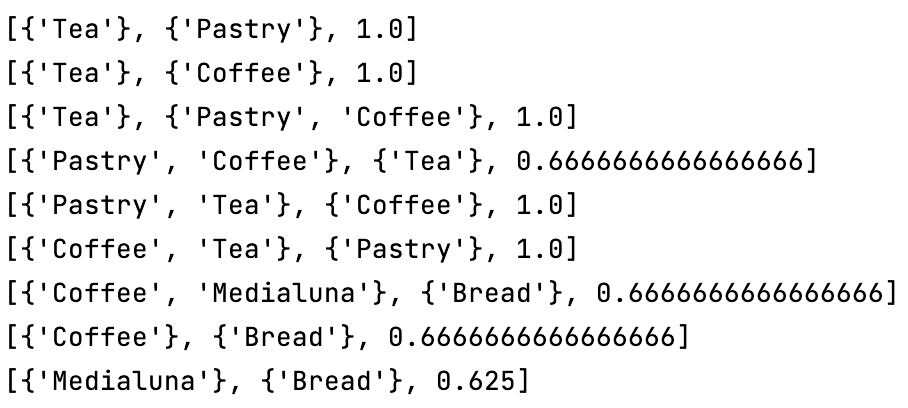 [{'Tea'}, {'Pastry'}, 1.0]
[{'Tea'}, {'Coffee'}, 1.0]
[{'Tea'}, {'Pastry', 'Coffee'}, 1.0]
[{'Pastry', 'Coffee'}, {'Tea'}, 0.6666666666666666]
[{'Pastry', 'Tea'}, {'Coffee'}, 1.0]
[{'Coffee', 'Tea'}, {'Pastry'}, 1.0]
[{'Coffee', 'Medialuna'}, {'Bread'}, 0.6666666666666666]
[{'Coffee'}, {'Bread'}, 0.6666666666666666]
[{'Medialuna'}, {'Bread'}, 0.625]